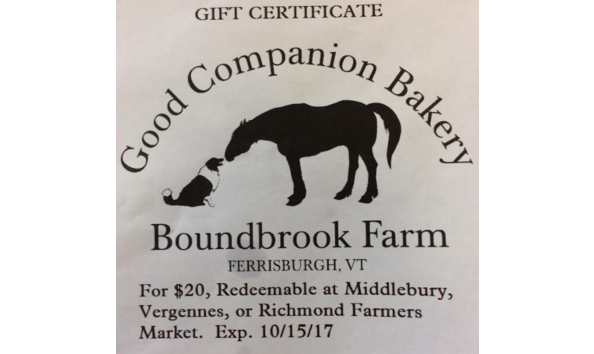 GIFT CERTIFICATE
Good Companion Bakery
Boundbrook Farm
FERRISBURGH, VT
For $20, Redeemable at Middlebury,
Vergennes, or Richmond Farmers
Market. Exp. 10/15/17